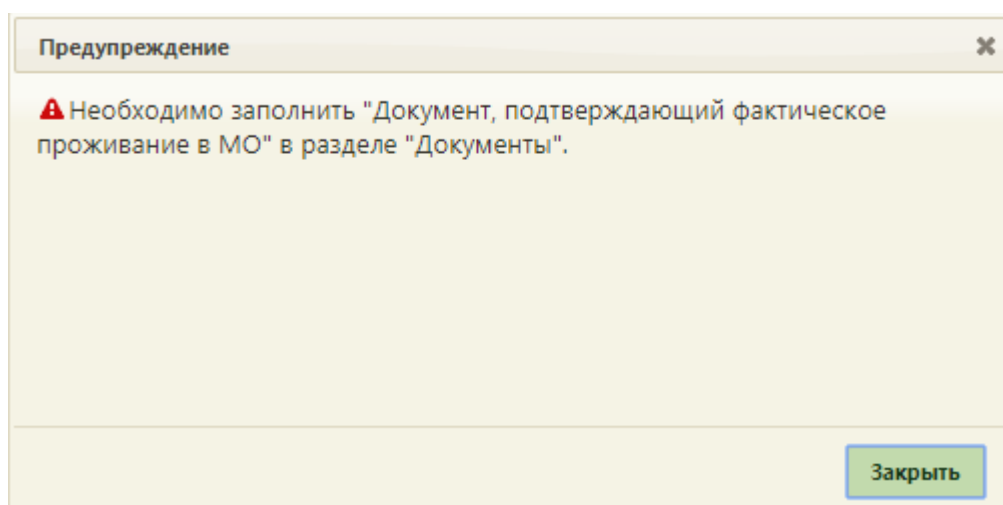 Предупреждение
Необходимо заполнить "Документ, подтверждающий фактическое
проживание в МО" в разделе "Документы".
Закрыть